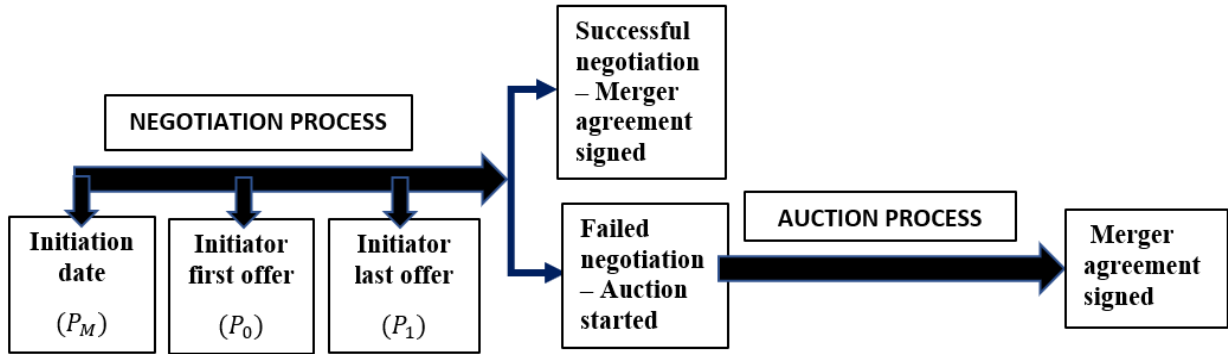 NEGOTIATION PROCESS
Initiation
date
(P_M)
Initiator
first offer
(P_0)
Initiator
last offer
(P_1)
Successful
negotiation
– Merger
agreement
signed
Failed
negotiation
– Auction
started
AUCTION PROCESS
Merger
agreement
signed